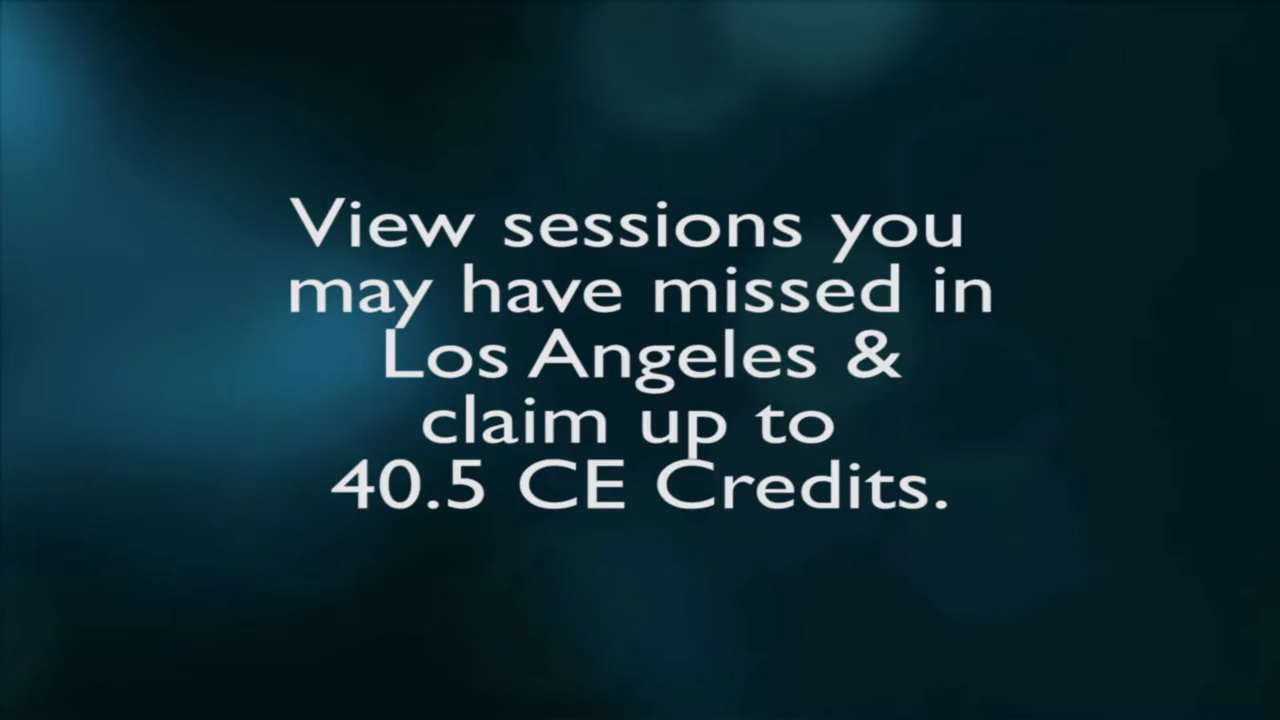 View sessions you
may have missed in
Los Angeles &
claim up to
40.5 CE Credits.